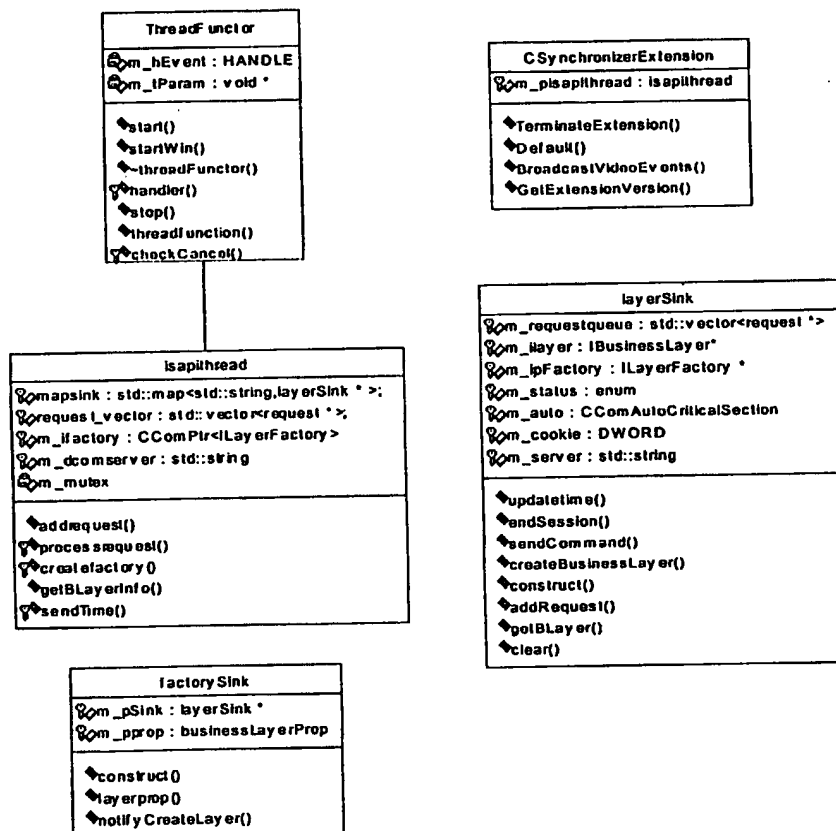 ThreadFunctor
m_hEvent : HANDLE
m_tParam : void *
start()
startWin()
~threadFunctor()
handler()
stop()
threadfunction()
checkCancel()
CSynchronizerExtension
m_pisapithread : isapithread
TerminateExtension()
Default()
BroadcastVideoEvents()
GetExtensionVersion()
isapithread
mapsink : std::map<std::string,layerSink * >;
request_vector : std::vector<request * >;
m_ifactory : CComPtr<ILayerFactory>
m_dcomserver : std::string
m_mutex
addrequest()
processrequest()
createfactory()
getBLayerInfo()
sendTime()
layerSink
m_requestqueue : std::vector<request *>
m_ilayer : IBusinessLayer*
m_lpFactory : ILayerFactory *
m_status : enum
m_auto : CComAutoCriticalSection
m_cookie : DWORD
m_server : std::string
updatetime()
endSession()
sendCommand()
createBusinessLayer()
construct()
addRequest()
getBLayer()
clear()
factorySink
m_pSink : layerSink *
m_pprop : businessLayerProp
construct()
layerprop()
notifyCreateLayer()